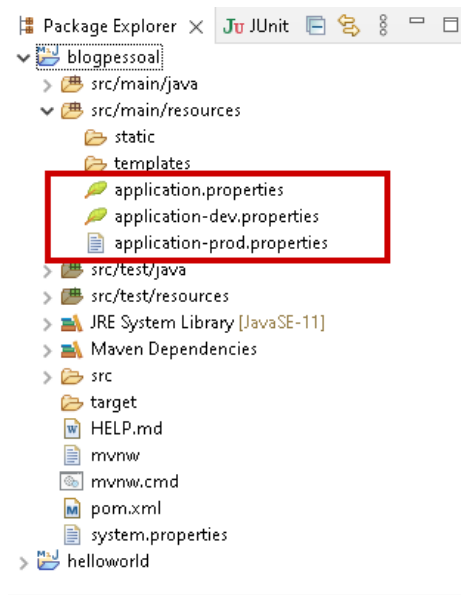 Package Explorer JUnit
blogpessoal
src/main/java
src/main/resources
static
templates
application.properties
application-dev.properties
application-prod.properties
src/test/java
src/test/resources
JRE System Library [JavaSE-11]
Maven Dependencies
src
target
HELP.md
mvnw
mvnw.cmd
pom.xml
system.properties
helloworld